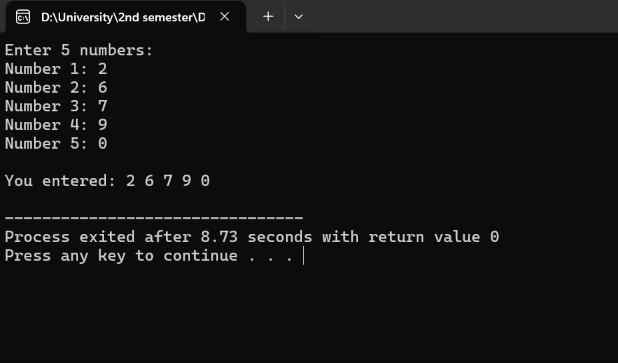 D:\University\2nd semester\D
Enter 5 numbers:
Number 1: 2
Number 2: 6
Number 3: 7
Number 4: 9
Number 5: 0
You entered: 2 6 7 9 0
--------------------------------
Process exited after 8.73 seconds with return value 0
Press any key to continue . . .